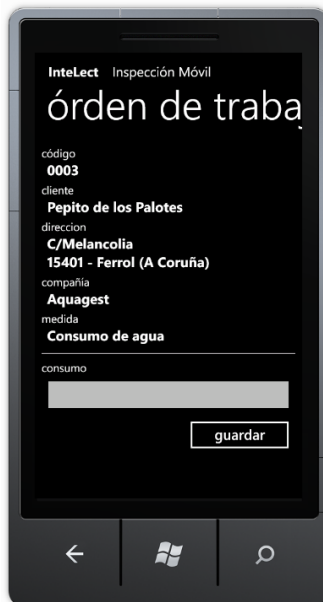 InteLect Inspección Móvil
órden de traba
código
0003
cliente
Pepito de los Palotes
direccion
C/Melancolia
15401 - Ferrol (A Coruña)
compañía
Aquagest
medida
Consumo de agua
consumo
guardar